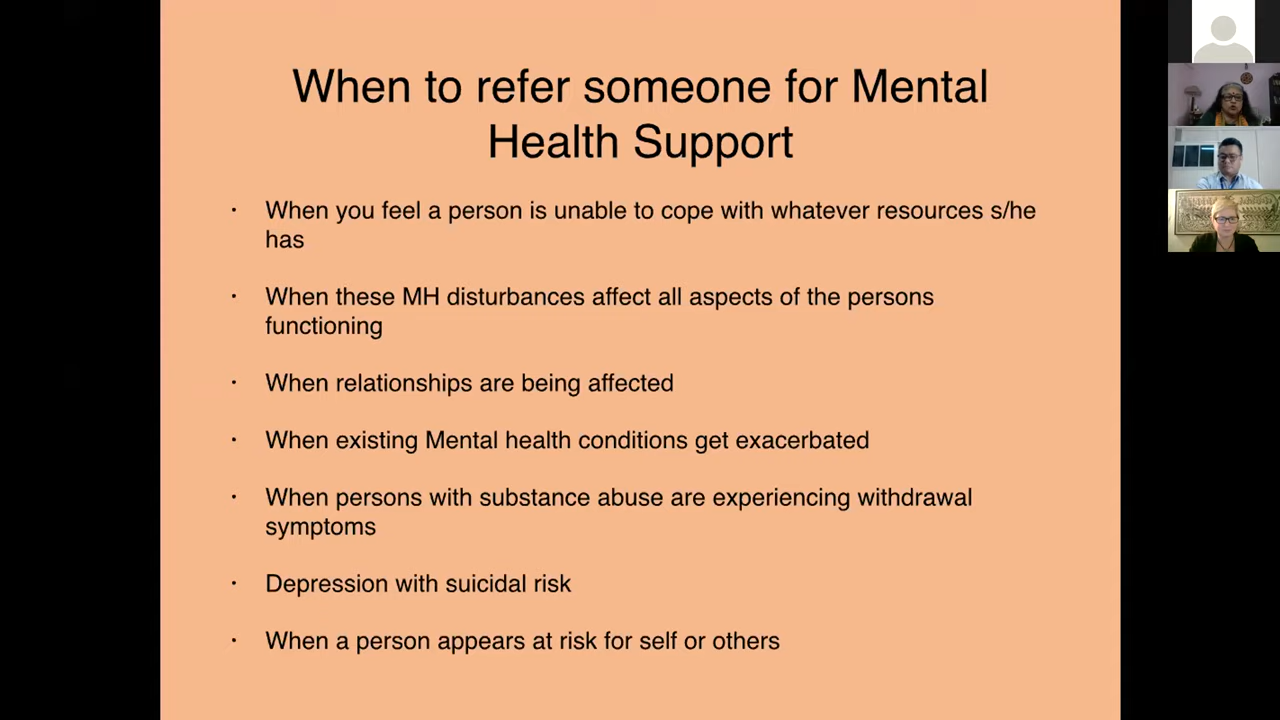 When to refer someone for Mental
Health Support
· When you feel a person is unable to cope with whatever resources s/he
has
· When these MH disturbances affect all aspects of the persons
functioning
· When relationships are being affected
· When existing Mental health conditions get exacerbated
· When persons with substance abuse are experiencing withdrawal
symptoms
· Depression with suicidal risk
· When a person appears at risk for self or others